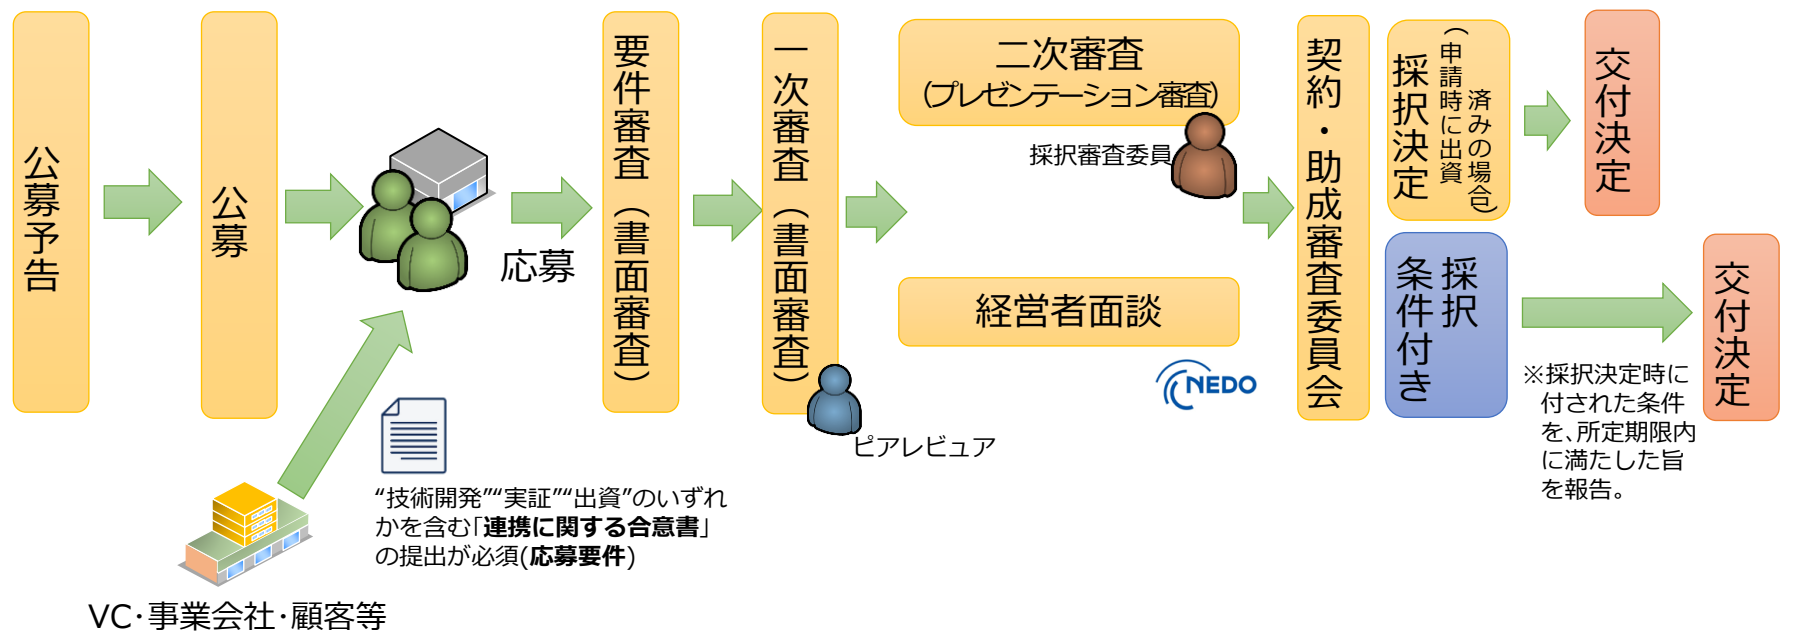 公募予告
公募
応募
要件審査（書面審査）
一次審査（書面審査）
ピアレビュア
二次審査
（プレゼンテーション審査）
採択審査委員
経営者面談
NEDO
契約・助成審査委員会
採択決定
（申請時に出資
済みの場合）
交付決定
採択
条件付き
交付決定
※採択決定時に
付された条件
を、所定期限内
に満たした旨
を報告。
“技術開発”“実証”“出資”のいずれ
かを含む「連携に関する合意書」
の提出が必須(応募要件)
VC・事業会社・顧客等